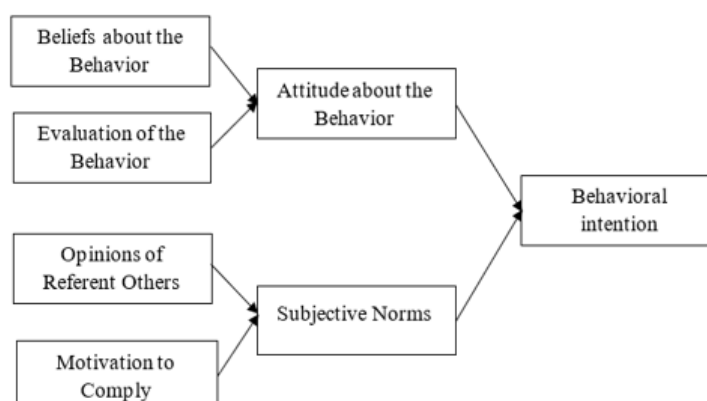 Beliefs about the
Behavior
Evaluation of the
Behavior
Attitude about the
Behavior
Opinions of
Referent Others
Motivation to
Comply
Subjective Norms
Behavioral
intention